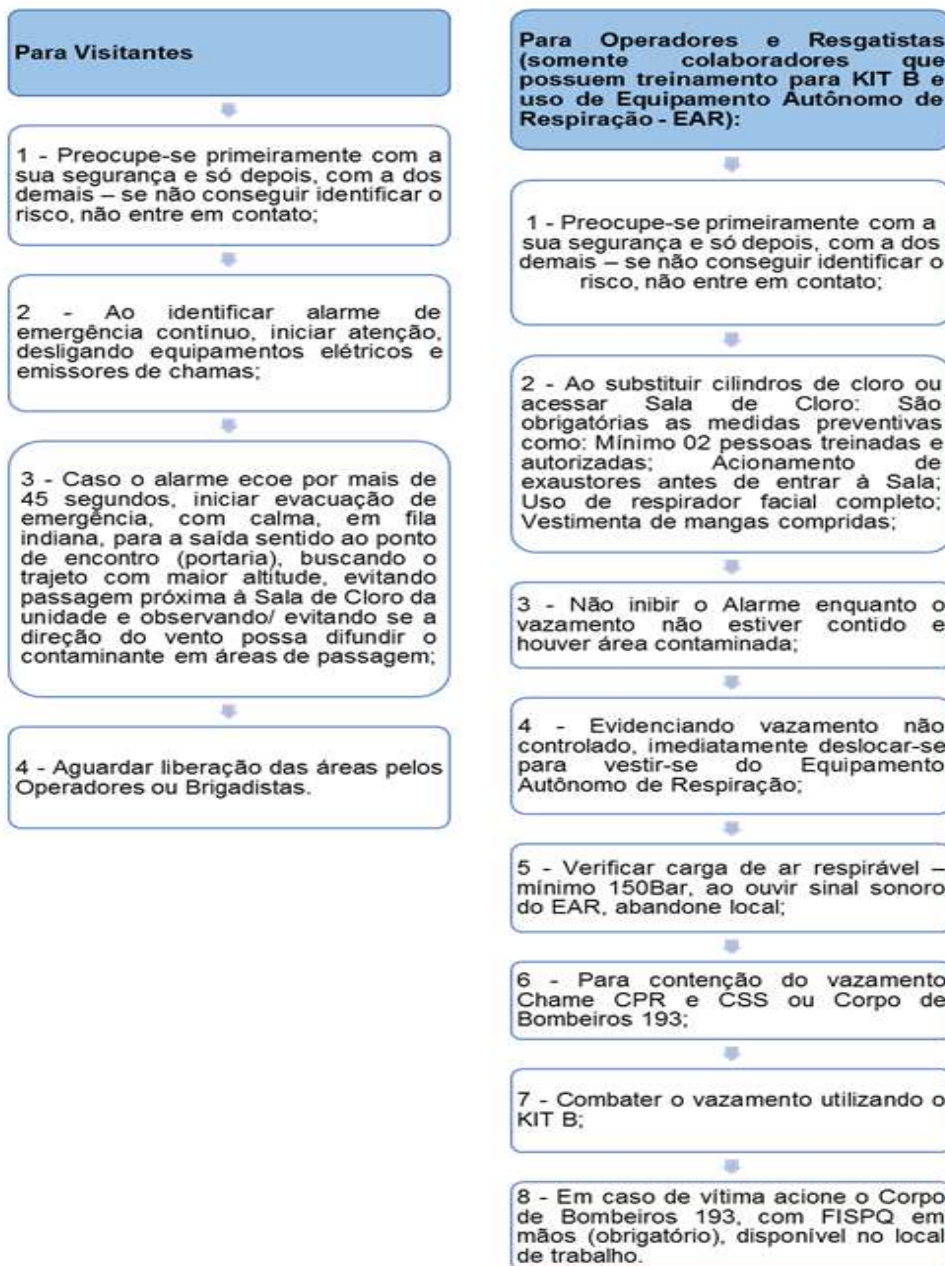 Para Visitantes
1 - Preocupe-se primeiramente com a
sua segurança e só depois, com a dos
demais – se não conseguir identificar o
risco, não entre em contato;
2 - Ao identificar alarme de
emergência contínuo, iniciar atenção,
desligando equipamentos elétricos e
emissores de chamas;
3 - Caso o alarme ecoe por mais de
45 segundos, iniciar evacuação de
emergência, com calma, em fila
indiana, para a saída sentido ao ponto
de encontro (portaria), buscando o
trajeto com maior altitude, evitando
passagem próxima à Sala de Cloro da
unidade e observando/ evitando se a
direção do vento possa difundir o
contaminante em áreas de passagem;
4 - Aguardar liberação das áreas pelos
Operadores ou Brigadistas.
Para Operadores e Resgatistas
(somente colaboradores que
possuem treinamento para KIT B e
uso de Equipamento Autônomo de
Respiração - EAR):
1 - Preocupe-se primeiramente com a
sua segurança e só depois, com a dos
demais – se não conseguir identificar o
risco, não entre em contato;
2 - Ao substituir cilindros de cloro ou
acessar Sala de Cloro: São
obrigatórias as medidas preventivas
como: Mínimo 02 pessoas treinadas e
autorizadas; Acionamento de
exaustores antes de entrar à Sala;
Uso de respirador facial completo;
Vestimenta de mangas compridas;
3 - Não inibir o Alarme enquanto o
vazamento não estiver contido e
houver área contaminada;
4 - Evidenciando vazamento não
controlado, imediatamente deslocar-se
para vestir-se do Equipamento
Autônomo de Respiração;
5 - Verificar carga de ar respirável –
mínimo 150Bar, ao ouvir sinal sonoro
do EAR, abandone local;
6 - Para contenção do vazamento
Chame CPR e CSS ou Corpo de
Bombeiros 193;
7 - Combater o vazamento utilizando o
KIT B;
8 - Em caso de vítima acione o Corpo
de Bombeiros 193, com FISPQ em
mãos (obrigatório), disponível no local
de trabalho.